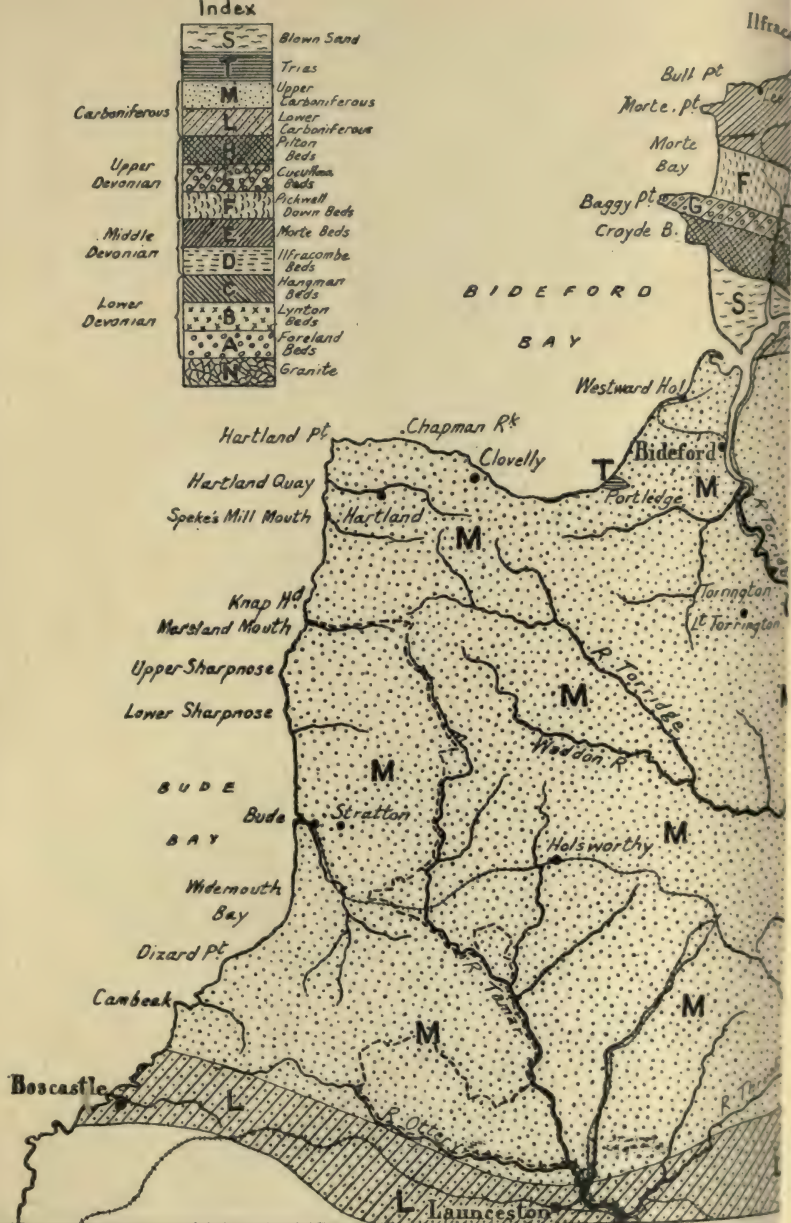 Index
S Blown Sand
T Trias
Carboniferous
M Upper Carboniferous
L Lower Carboniferous
Upper Devonian
Pilton Beds
G Cucullæa Beds
F Pickwell Down Beds
Middle Devonian
E Morte Beds
D Ilfracombe Beds
Lower Devonian
C Hangman Beds
B Lynton Beds
A Foreland Beds
N Granite
Bull Pt
Morte. Pt
Morte
Bay
F
Baggy Pt
G
Croyde B.
S
BIDEFORD
BAY
Westward Ho!
Hartland Pt
Chapman Rk
Clovelly
T
Bideford
Hartland Quay
Portledge
M
R Torridge
Speke's Mill Mouth
Hartland
M
Torrington
Lt Torrington
Knap Hd
Marsland Mouth
Upper Sharpnose
R Torridge
M
Lower Sharpnose
Waddon R
M
BUDE
BAY
Bude
Stratton
M
Holsworthy
Widemouth
Bay
Dizard Pt
R Tamar
Cambeak
M
M
Boscastle
L
R Ottery
L
Launceston